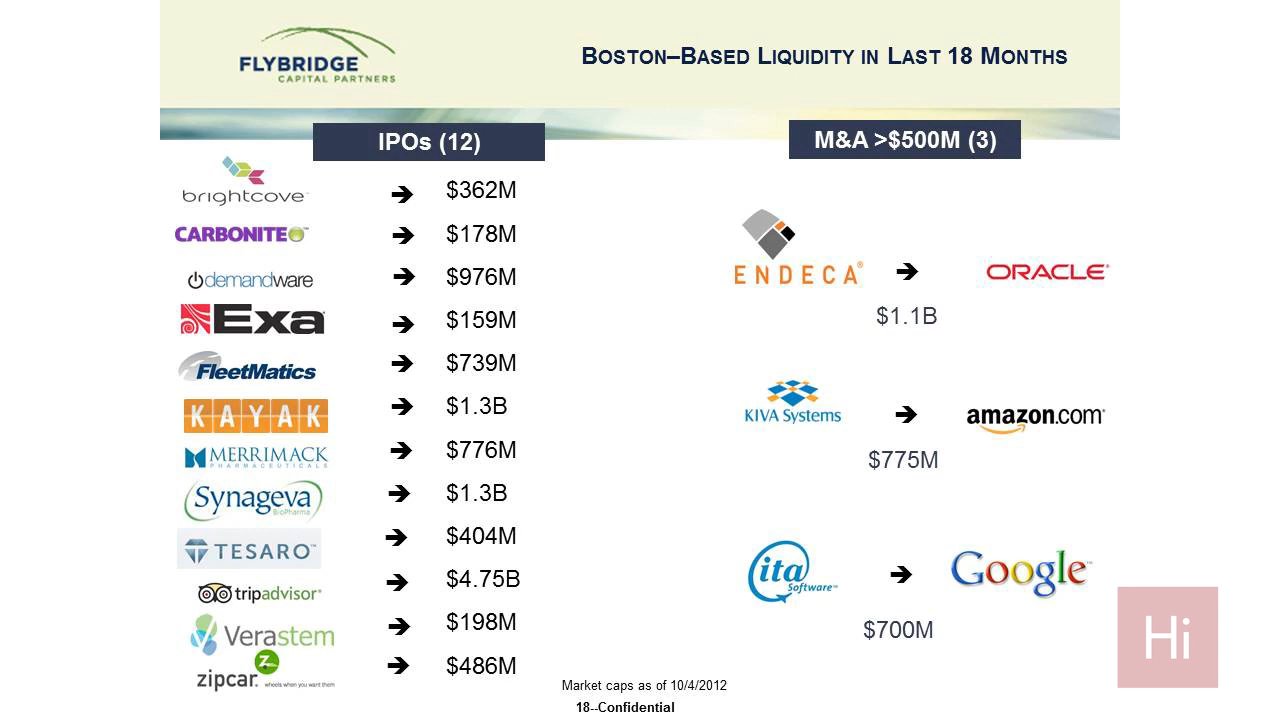 FLYBRIDGE
CAPITAL PARTNERS
BOSTON–BASED LIQUIDITY IN LAST 18 MONTHS
IPOs (12)
brightcove $362M
CARBONITE $178M
demandware $976M
Exa $159M
FleetMatics $739M
KAYAK $1.3B
MERRIMACK
PHARMACEUTICALS
$776M
Synageva
BioPharma
$1.3B
TESARO™ $404M
tripadvisor® $4.75B
Verastem $198M
zipcar. wheels when you want them
$486M
M&A >$500M (3)
ENDECA® ORACLE®
$1.1B
KIVA Systems amazon.com®
$775M
ita
Software™
Google™
$700M
Market caps as of 10/4/2012
18--Confidential
Hi